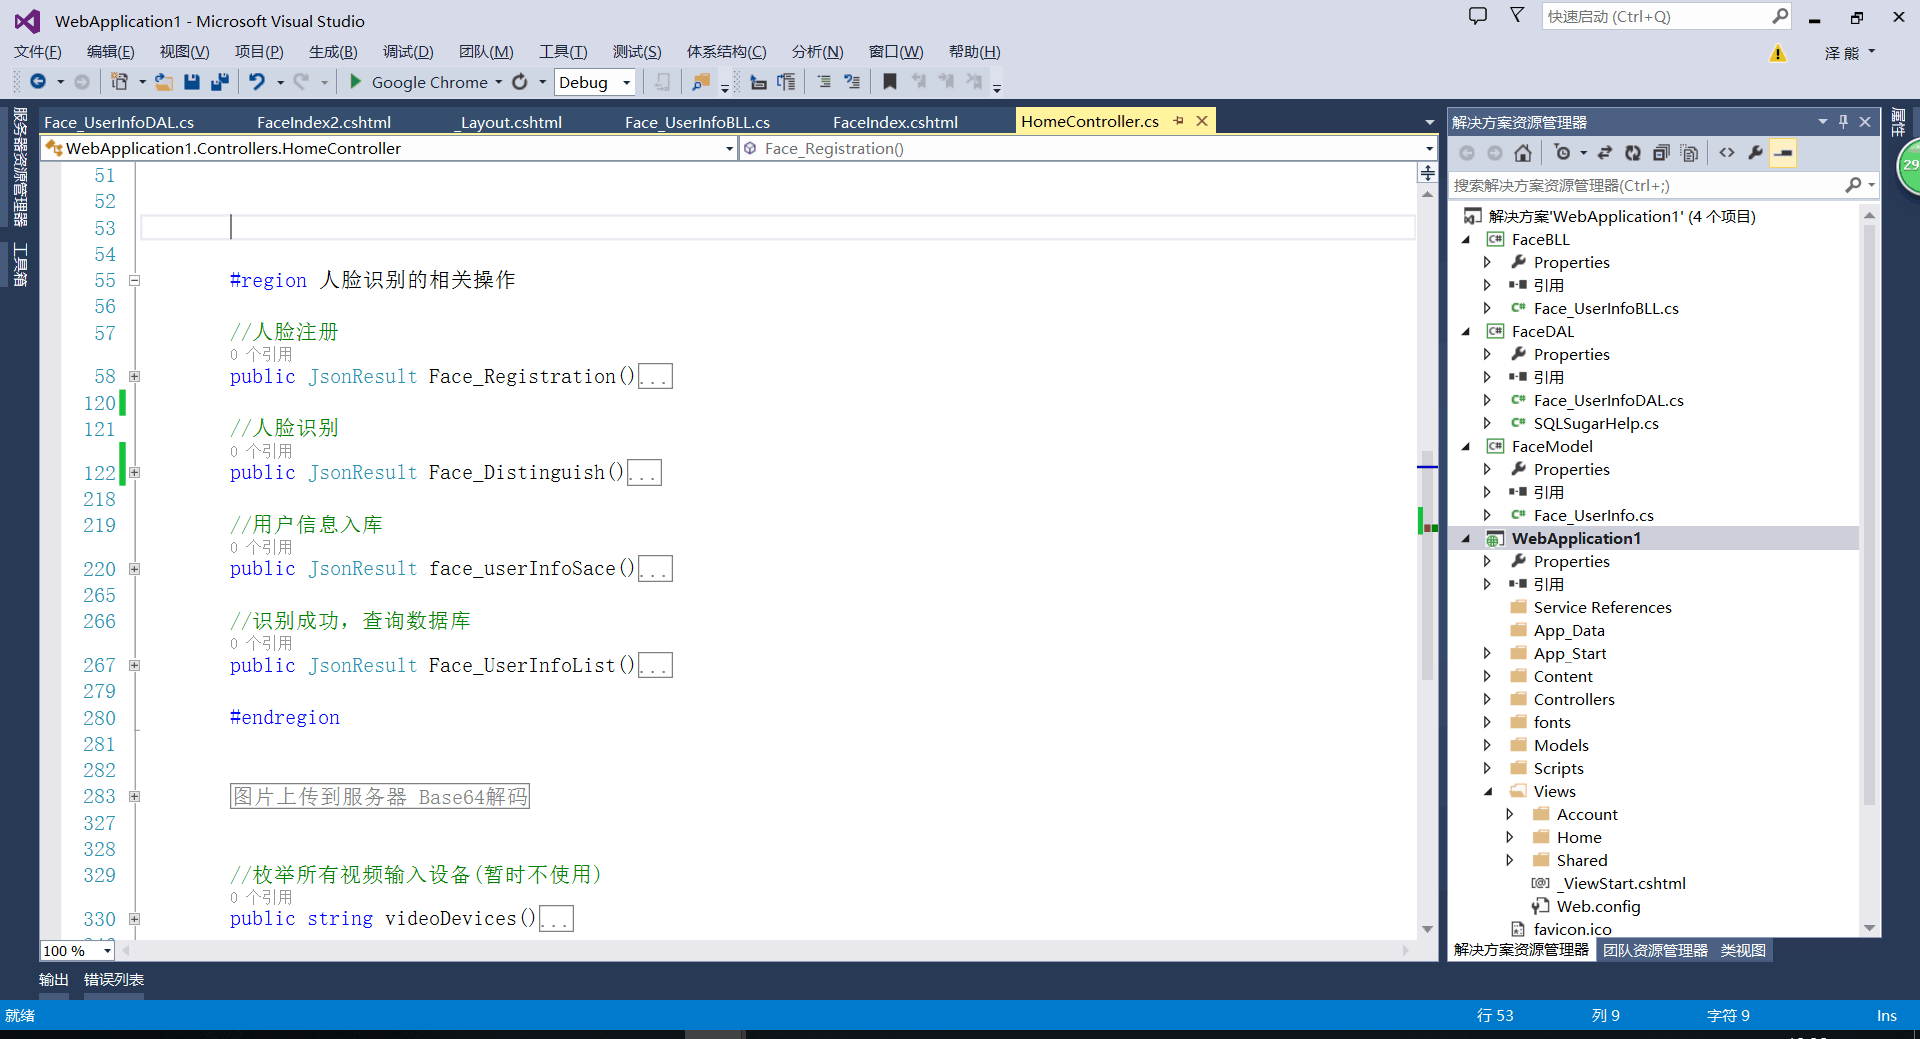 WebApplication1 - Microsoft Visual Studio
快速启动 (Ctrl+Q)
文件(F) 编辑(E) 视图(V) 项目(P) 生成(B) 调试(D) 团队(M) 工具(T) 测试(S) 体系结构(C) 分析(N) 窗口(W) 帮助(H)
泽 熊
Google Chrome
Debug
服务器资源管理器
工具箱
Face_UserInfoDAL.cs FaceIndex2.cshtml _Layout.cshtml Face_UserInfoBLL.cs FaceIndex.cshtml HomeController.cs
WebApplication1.Controllers.HomeController
Face_Registration()
51
52
53
54
55 #region 人脸识别的相关操作
56
57 //人脸注册
0 个引用
58 public JsonResult Face_Registration()...
120
121 //人脸识别
0 个引用
122 public JsonResult Face_Distinguish()...
218
219 //用户信息入库
0 个引用
220 public JsonResult face_userInfoSace()...
265
266 //识别成功，查询数据库
0 个引用
267 public JsonResult Face_UserInfoList()...
279
280 #endregion
281
282
283 图片上传到服务器 Base64解码
327
328
329 //枚举所有视频输入设备(暂时不使用)
0 个引用
330 public string videoDevices()...
100 %
解决方案资源管理器
属性
29
搜索解决方案资源管理器(Ctrl+;)
解决方案'WebApplication1' (4 个项目)
C# FaceBLL
Properties
引用
C# Face_UserInfoBLL.cs
C# FaceDAL
Properties
引用
C# Face_UserInfoDAL.cs
C# SQLSugarHelp.cs
C# FaceModel
Properties
引用
C# Face_UserInfo.cs
WebApplication1
Properties
引用
Service References
App_Data
App_Start
Content
Controllers
fonts
Models
Scripts
Views
Account
Home
Shared
[@] _ViewStart.cshtml
Web.config
favicon.ico
解决方案资源管理器 团队资源管理器 类视图
输出 错误列表
就绪
行 53 列 9 字符 9 Ins